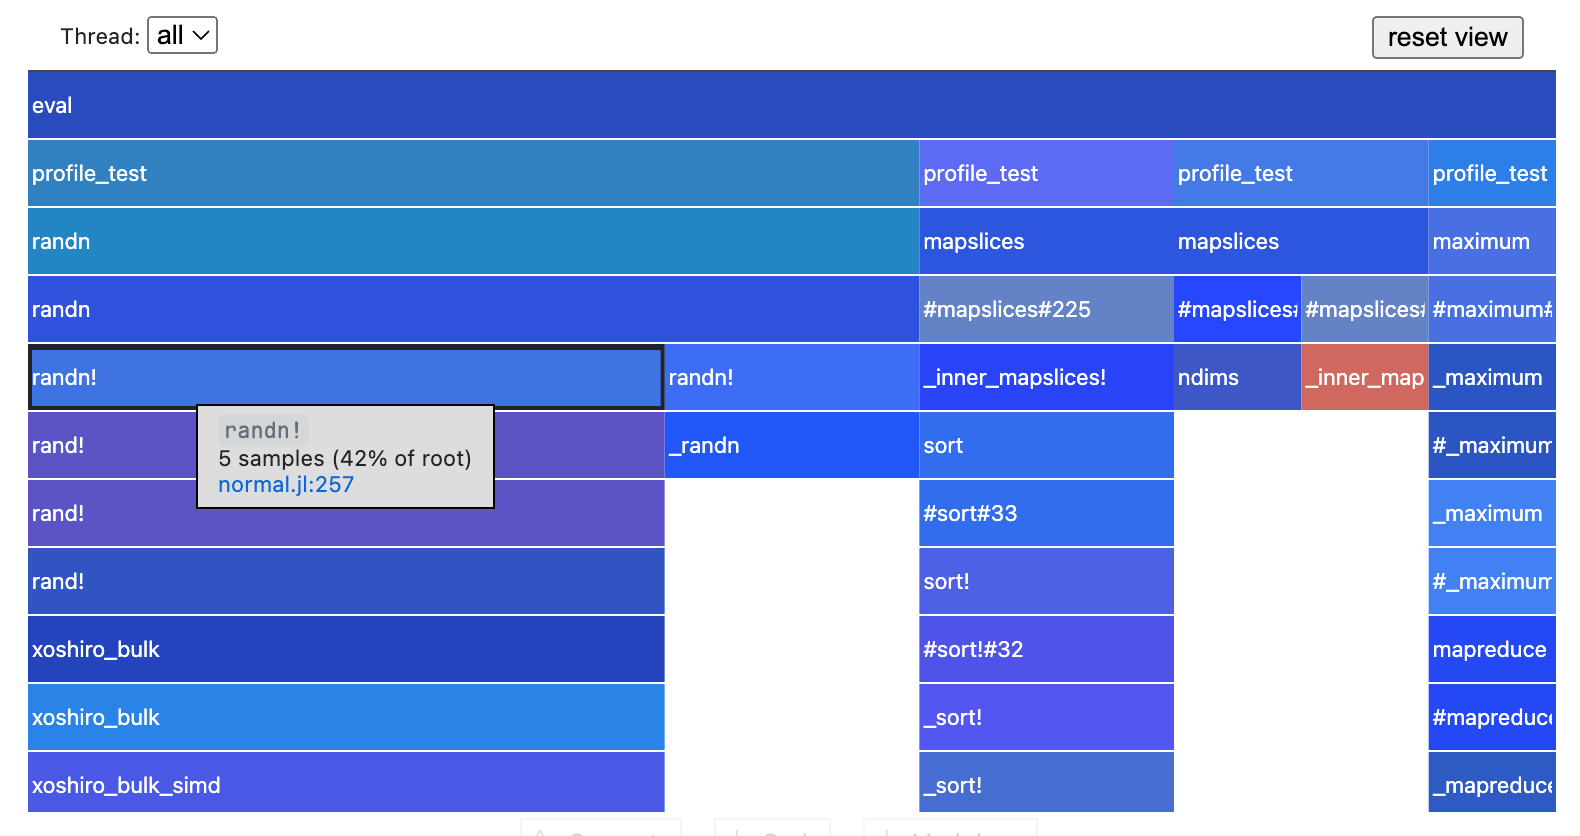 Thread: all reset view
eval
profile_test profile_test profile_test profile_test
randn mapslices mapslices maximum
randn #mapslices#225 #mapslices# #mapslices# #maximum#
randn! randn! _inner_mapslices! ndims _inner_map _maximum
rand! _randn sort #_maximum
randn!
5 samples (42% of root)
normal.jl:257
rand! #sort#33 _maximum
rand! sort! #_maximum
xoshiro_bulk #sort!#32 mapreduce
xoshiro_bulk _sort! #mapreduce
xoshiro_bulk_simd _sort! _mapreduce